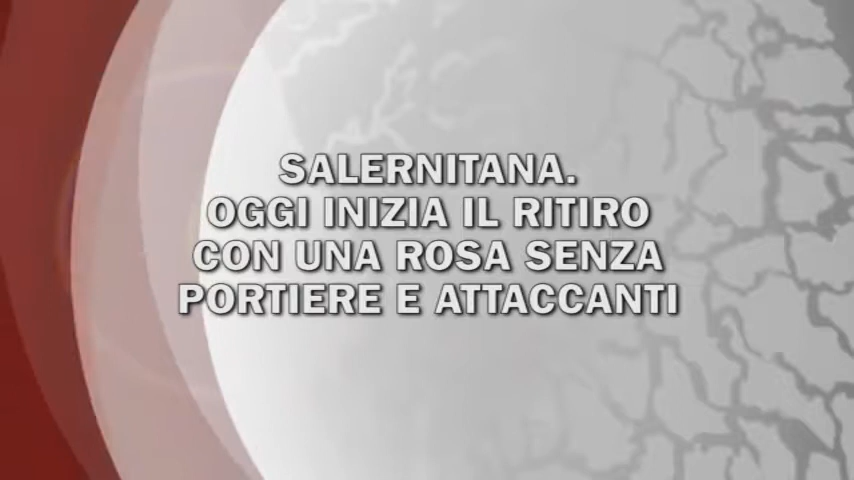 SALERNITANA.
OGGI INIZIA IL RITIRO
CON UNA ROSA SENZA
PORTIERE E ATTACCANTI